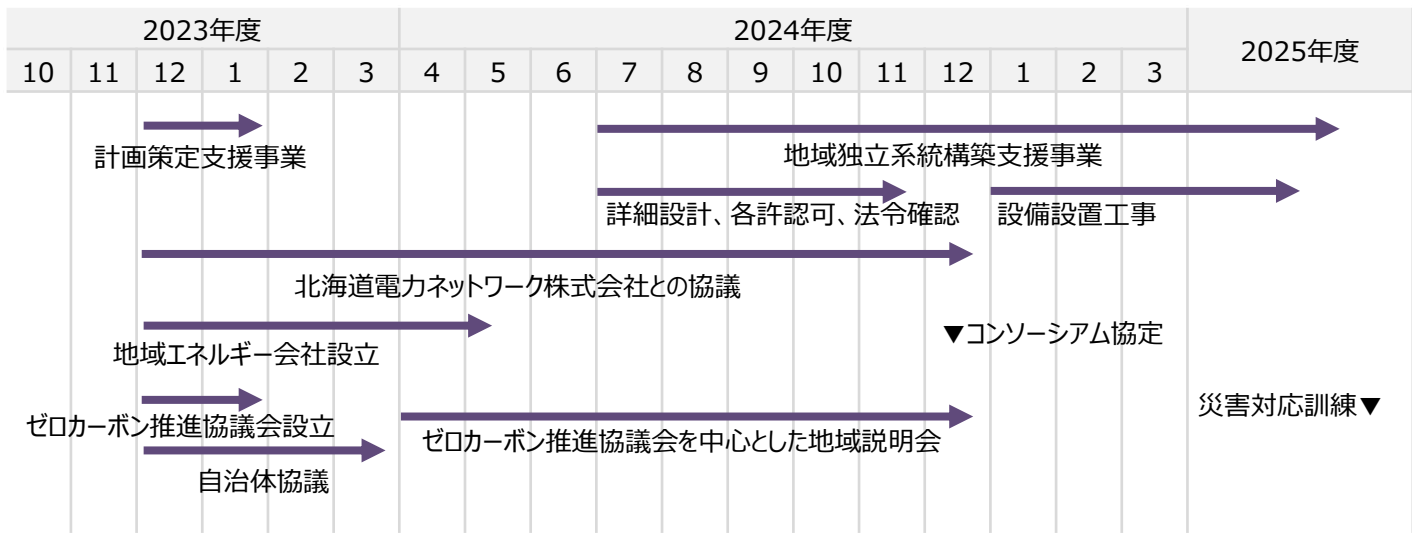 2023年度 2024年度 2025年度
10 11 12 1 2 3 4 5 6 7 8 9 10 11 12 1 2 3
計画策定支援事業 地域独立系統構築支援事業
詳細設計、各許認可、法令確認 設備設置工事
北海道電力ネットワーク株式会社との協議
地域エネルギー会社設立 ▼コンソーシアム協定
災害対応訓練▼
ゼロカーボン推進協議会設立 ゼロカーボン推進協議会を中心とした地域説明会
自治体協議